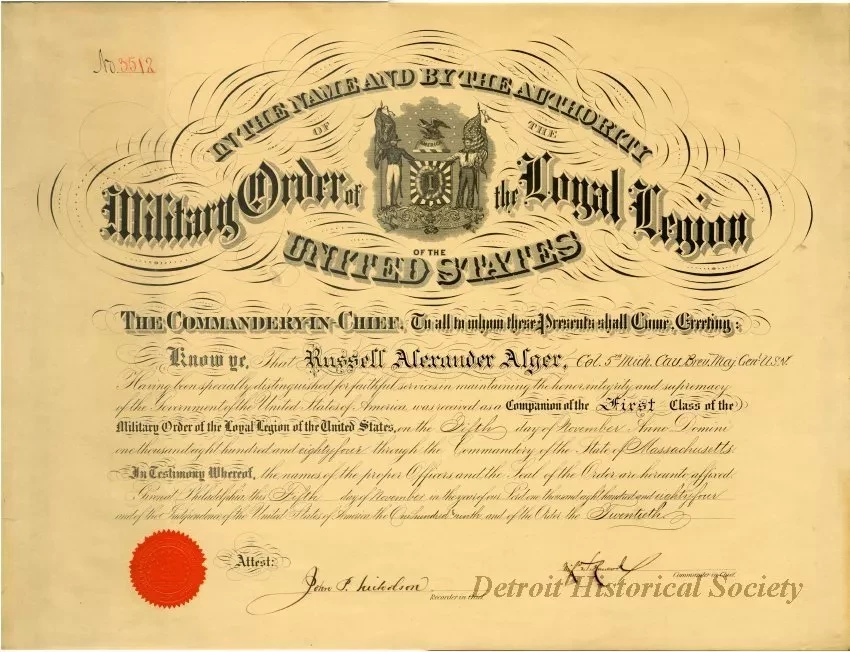 No. 3512
IN THE NAME AND BY THE AUTHORITY
OF THE
Military Order of the Loyal Legion
OF THE
UNITED STATES
THE COMMANDERY-IN-CHIEF, To all to whom these Presents shall Come, Greeting:
Know ye, That Russell Alexander Alger, Col. 5th Mich. Cav. Brev. Maj. Gen. U.S.V.
Having been specially distinguished for faithful services in maintaining the honor, integrity and supremacy
of the Government of the United States of America, was received as a Companion of the First Class of the
Military Order of the Loyal Legion of the United States, on the Fifth day of November Anno Domini
one thousand eight hundred and eighty four through the Commandery of the State of Massachusetts.
In Testimony Whereof, the names of the proper Officers and the Seal of the Order are hereunto affixed.
Given at Philadelphia, this Fifth day of November in the year of our Lord one thousand eight hundred and eighty four
and of the Independence of the United States of America, the One hundred ninth and of the Order the Twentieth.
Attest:
John P. Nicholson
Recorder in Chief.
Commander in Chief.
Detroit Historical Society